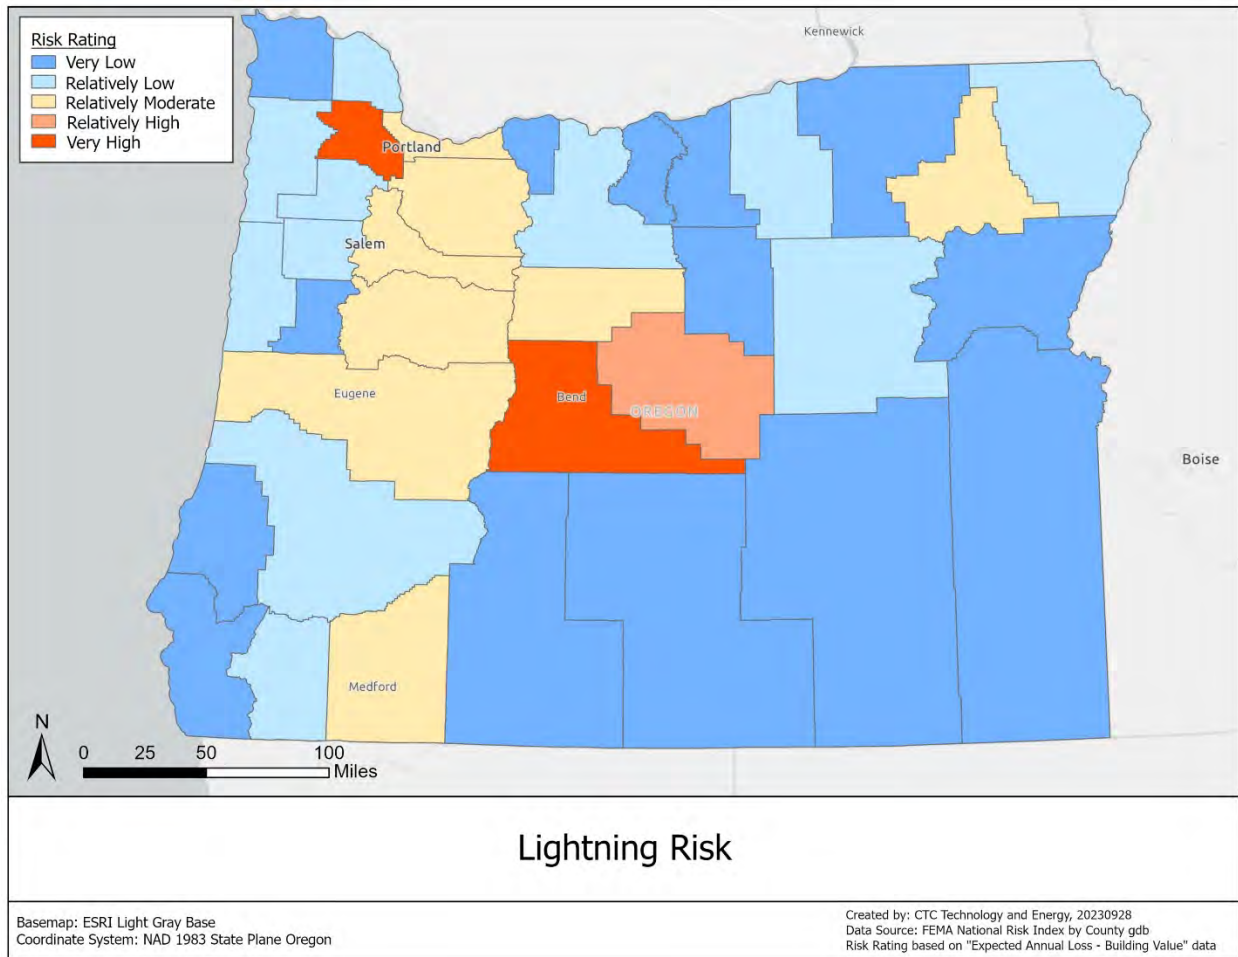 Risk Rating
Very Low
Relatively Low
Relatively Moderate
Relatively High
Very High
Kennewick
Portland
Salem
Eugene
Bend
OREGON
Boise
Medford
N
0 25 50 100
Miles
Lightning Risk
Basemap: ESRI Light Gray Base
Coordinate System: NAD 1983 State Plane Oregon
Created by: CTC Technology and Energy, 20230928
Data Source: FEMA National Risk Index by County gdb
Risk Rating based on "Expected Annual Loss - Building Value" data